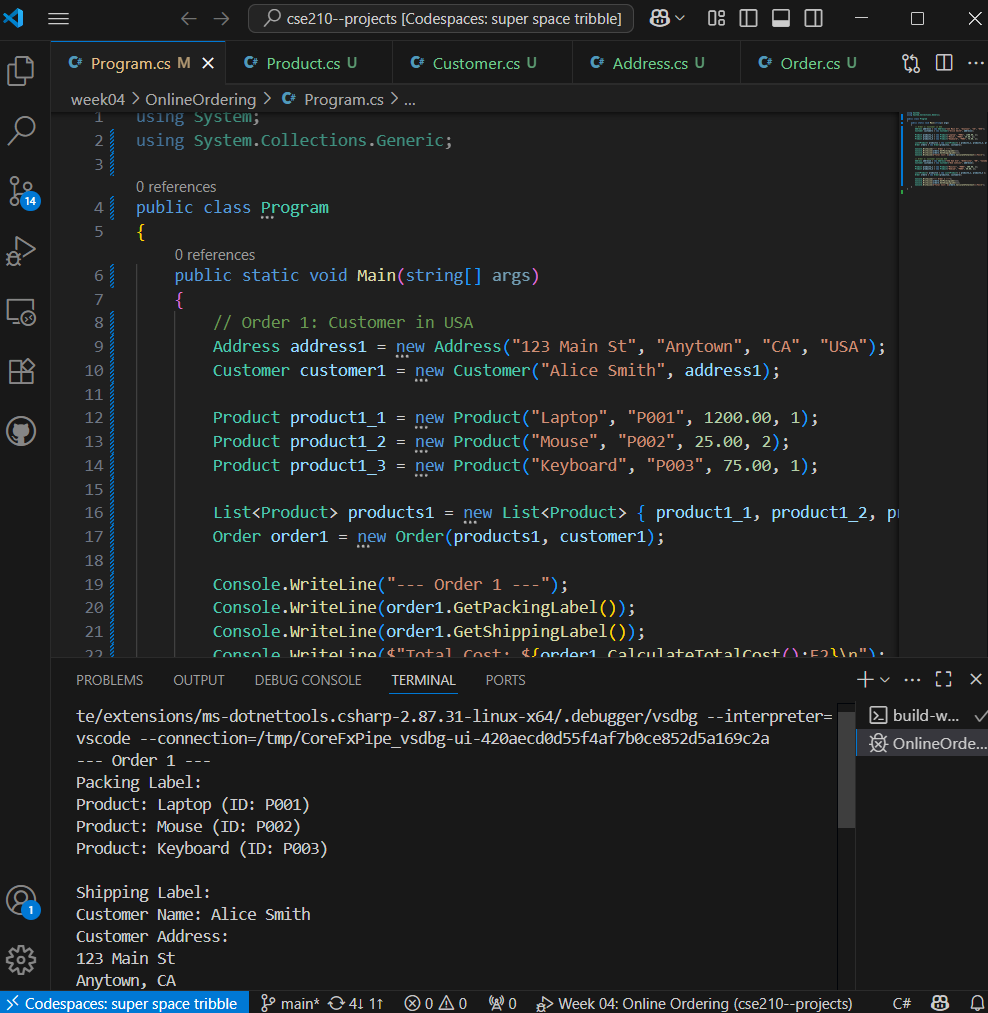 cse210--projects [Codespaces: super space tribble]
Program.cs M
Product.cs U
Customer.cs U
Address.cs U
Order.cs U
week04 > OnlineOrdering > Program.cs > ...
1 using System;
2 using System.Collections.Generic;
3
0 references
4 public class Program
5 {
0 references
6 public static void Main(string[] args)
7 {
8 // Order 1: Customer in USA
9 Address address1 = new Address("123 Main St", "Anytown", "CA", "USA");
10 Customer customer1 = new Customer("Alice Smith", address1);
11
12 Product product1_1 = new Product("Laptop", "P001", 1200.00, 1);
13 Product product1_2 = new Product("Mouse", "P002", 25.00, 2);
14 Product product1_3 = new Product("Keyboard", "P003", 75.00, 1);
15
16 List<Product> products1 = new List<Product> { product1_1, product1_2, p
17 Order order1 = new Order(products1, customer1);
18
19 Console.WriteLine("--- Order 1 ---");
20 Console.WriteLine(order1.GetPackingLabel());
21 Console.WriteLine(order1.GetShippingLabel());
22 Console.WriteLine($"Total Cost: ${order1.CalculateTotalCost():F2}\n");
14
PROBLEMS OUTPUT DEBUG CONSOLE TERMINAL PORTS
te/extensions/ms-dotnettools.csharp-2.87.31-linux-x64/.debugger/vsdbg --interpreter=
vscode --connection=/tmp/CoreFxPipe_vsdbg-ui-420aecd0d55f4af7b0ce852d5a169c2a
--- Order 1 ---
Packing Label:
Product: Laptop (ID: P001)
Product: Mouse (ID: P002)
Product: Keyboard (ID: P003)

Shipping Label:
Customer Name: Alice Smith
Customer Address:
123 Main St
Anytown, CA
build-w...
OnlineOrde...
1
Codespaces: super space tribble main* 4↓ 1↑ 0 0 0 Week 04: Online Ordering (cse210--projects) C#